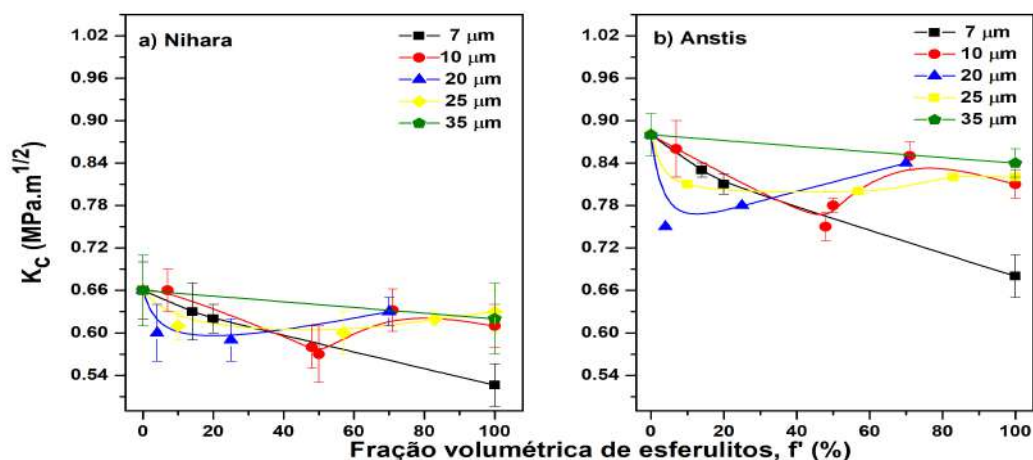 a) Nihara
7 μm
10 μm
20 μm
25 μm
35 μm
1.02
0.96
0.90
0.84
0.78
0.72
0.66
0.60
0.54
0 20 40 60 80 100
K_C (MPa.m^1/2)
b) Anstis
7 μm
10 μm
20 μm
25 μm
35 μm
1.02
0.96
0.90
0.84
0.78
0.72
0.66
0.60
0.54
0 20 40 60 80 100
Fração volumétrica de esferulitos, f' (%)